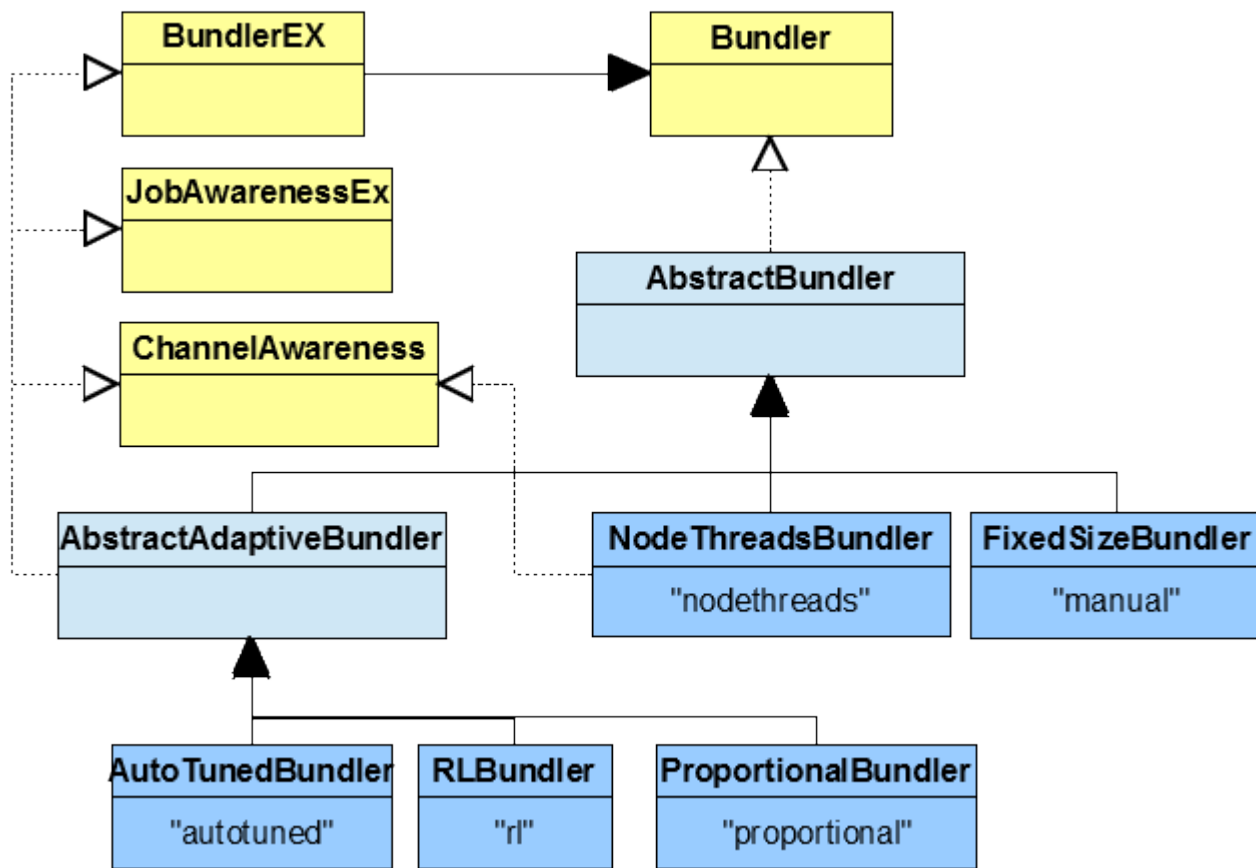 BundlerEX
Bundler
JobAwarenessEx
AbstractBundler
ChannelAwareness
AbstractAdaptiveBundler
NodeThreadsBundler
"nodethreads"
FixedSizeBundler
"manual"
AutoTunedBundler
"autotuned"
RLBundler
"rl"
ProportionalBundler
"proportional"